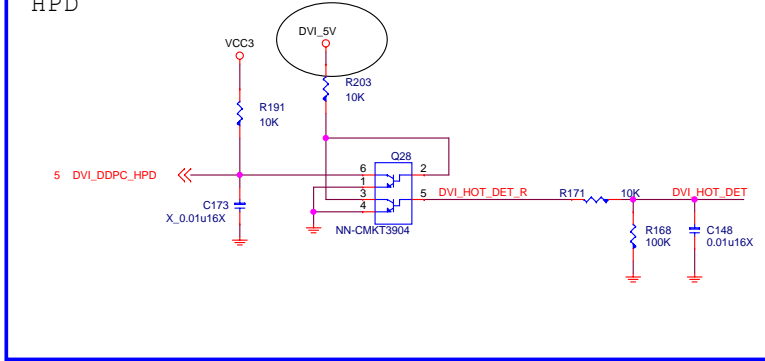 HPD
DVI_5V
VCC3
R203
10K
R191
10K
Q28
5 DVI_DDPC_HPD
6
2
1
3
5
DVI_HOT_DET_R
R171
10K
DVI_HOT_DET
4
C173
X_0.01u16X
NN-CMKT3904
R168
100K
C148
0.01u16X